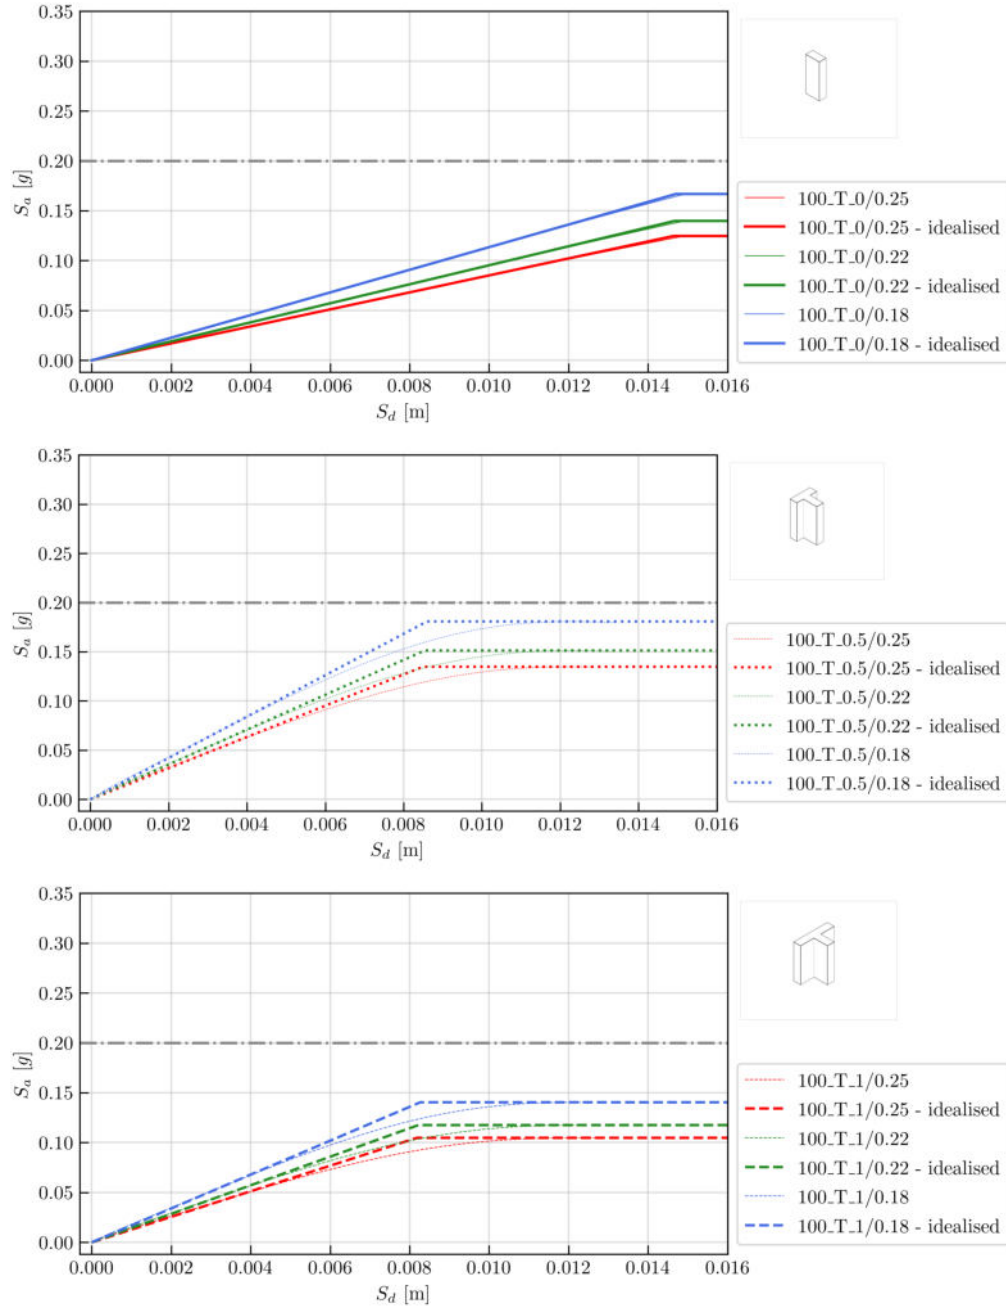 0.35
0.30
0.25
0.20
0.15
0.10
0.05
0.00
S_a [g]
0.000 0.002 0.004 0.006 0.008 0.010 0.012 0.014 0.016
S_d [m]
100_T_0/0.25
100_T_0/0.25 - idealised
100_T_0/0.22
100_T_0/0.22 - idealised
100_T_0/0.18
100_T_0/0.18 - idealised
0.35
0.30
0.25
0.20
0.15
0.10
0.05
0.00
S_a [g]
0.000 0.002 0.004 0.006 0.008 0.010 0.012 0.014 0.016
S_d [m]
100_T_0.5/0.25
100_T_0.5/0.25 - idealised
100_T_0.5/0.22
100_T_0.5/0.22 - idealised
100_T_0.5/0.18
100_T_0.5/0.18 - idealised
0.35
0.30
0.25
0.20
0.15
0.10
0.05
0.00
S_a [g]
0.000 0.002 0.004 0.006 0.008 0.010 0.012 0.014 0.016
S_d [m]
100_T_1/0.25
100_T_1/0.25 - idealised
100_T_1/0.22
100_T_1/0.22 - idealised
100_T_1/0.18
100_T_1/0.18 - idealised